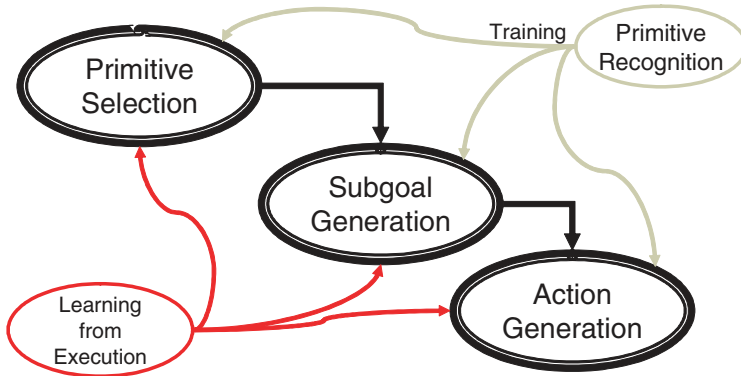 Training
Primitive
Recognition
Primitive
Selection
Subgoal
Generation
Learning
from
Execution
Action
Generation